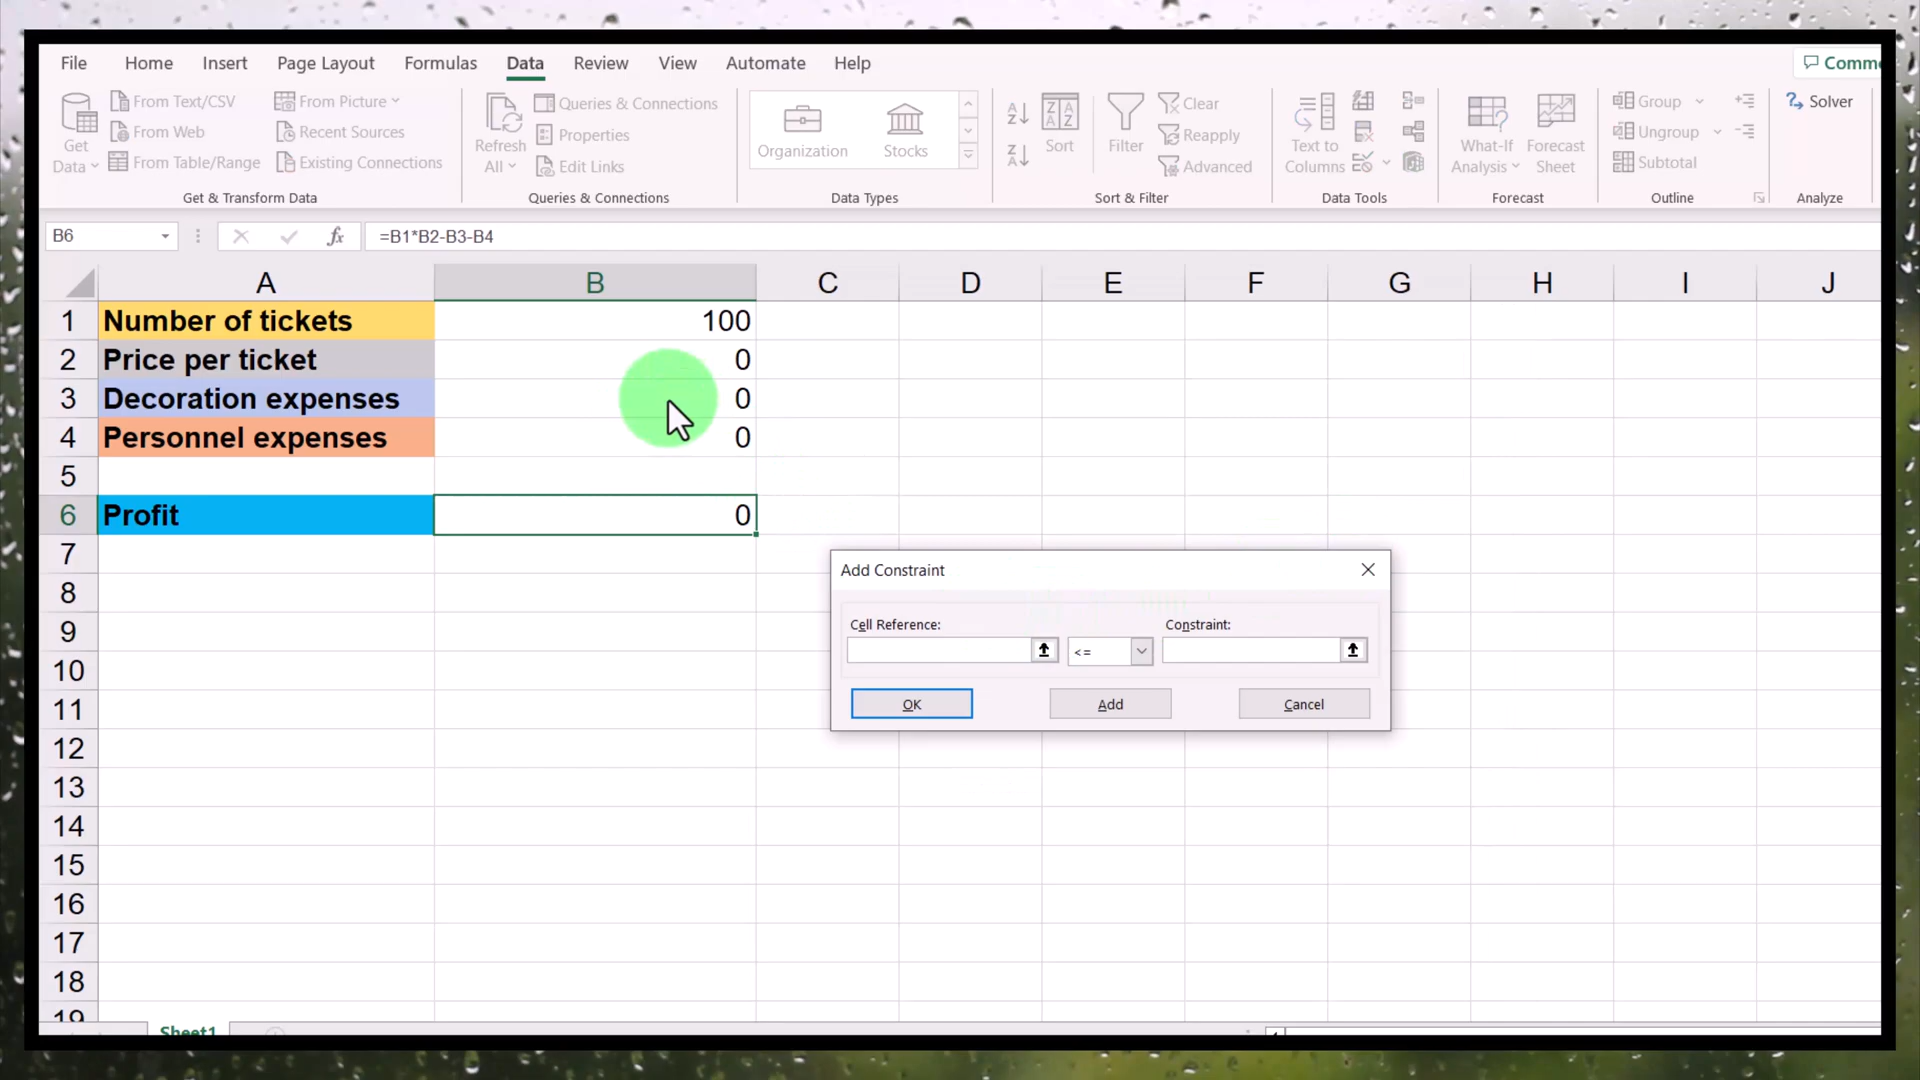 File Home Insert Page Layout Formulas Data Review View Automate Help
Get Data
From Text/CSV
From Web
From Table/Range
From Picture
Recent Sources
Existing Connections
Get & Transform Data
Refresh All
Queries & Connections
Properties
Edit Links
Queries & Connections
Organization
Stocks
Data Types
Sort
Filter
Clear
Reapply
Advanced
Sort & Filter
Text to Columns
Data Tools
What-If Analysis
Forecast Sheet
Forecast
Group
Ungroup
Subtotal
Outline
Solver
Analyze
B6 fx =B1*B2-B3-B4
A B C D E F G H I J
1 Number of tickets 100
2 Price per ticket 0
3 Decoration expenses 0
4 Personnel expenses 0
5
6 Profit 0
7
8
9
10
11
12
13
14
15
16
17
18
19
Add Constraint
Cell Reference: Constraint:
<=
OK Add Cancel
Sheet1